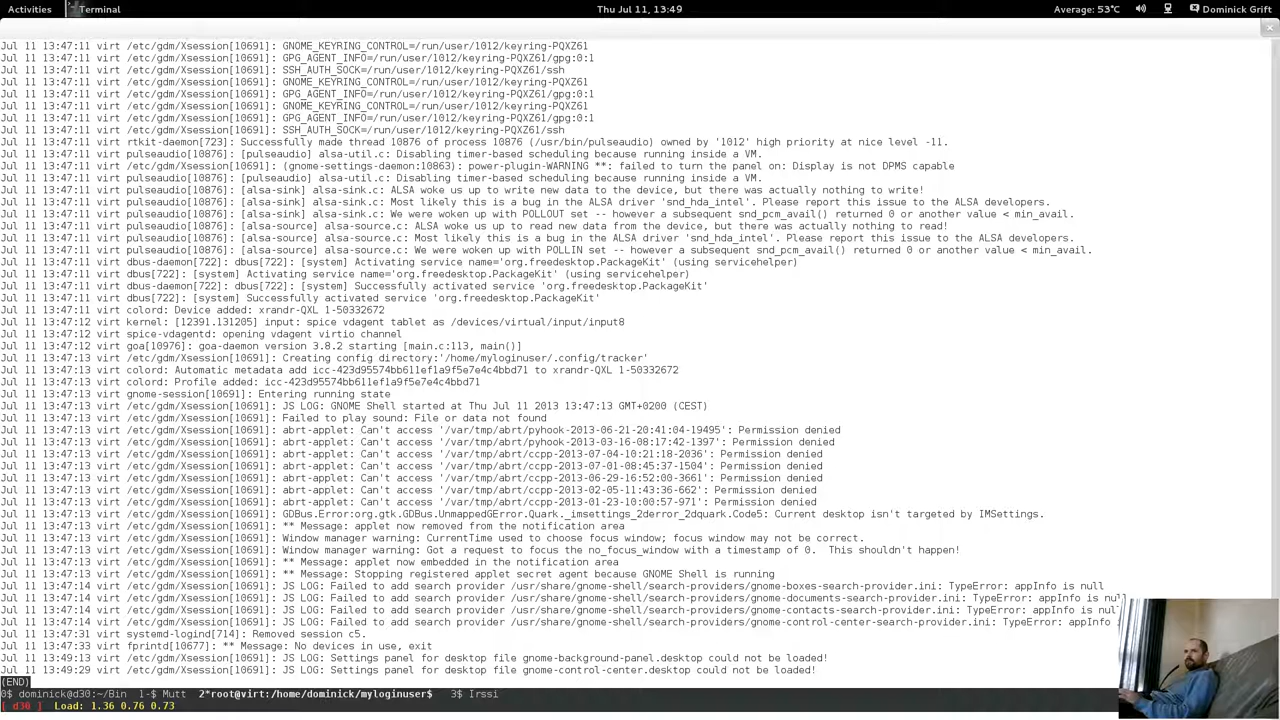 Activities Terminal Thu Jul 11, 13:49 Average: 53°C Dominick Grift
Jul 11 13:47:11 virt /etc/gdm/Xsession[10691]: GNOME_KEYRING_CONTROL=/run/user/1012/keyring-PQXZ61
Jul 11 13:47:11 virt /etc/gdm/Xsession[10691]: GPG_AGENT_INFO=/run/user/1012/keyring-PQXZ61/gpg:0:1
Jul 11 13:47:11 virt /etc/gdm/Xsession[10691]: SSH_AUTH_SOCK=/run/user/1012/keyring-PQXZ61/ssh
Jul 11 13:47:11 virt /etc/gdm/Xsession[10691]: GNOME_KEYRING_CONTROL=/run/user/1012/keyring-PQXZ61
Jul 11 13:47:11 virt /etc/gdm/Xsession[10691]: GPG_AGENT_INFO=/run/user/1012/keyring-PQXZ61/gpg:0:1
Jul 11 13:47:11 virt /etc/gdm/Xsession[10691]: GNOME_KEYRING_CONTROL=/run/user/1012/keyring-PQXZ61
Jul 11 13:47:11 virt /etc/gdm/Xsession[10691]: GPG_AGENT_INFO=/run/user/1012/keyring-PQXZ61/gpg:0:1
Jul 11 13:47:11 virt /etc/gdm/Xsession[10691]: SSH_AUTH_SOCK=/run/user/1012/keyring-PQXZ61/ssh
Jul 11 13:47:11 virt rtkit-daemon[723]: Successfully made thread 10876 of process 10876 (/usr/bin/pulseaudio) owned by '1012' high priority at nice level -11.
Jul 11 13:47:11 virt pulseaudio[10876]: [pulseaudio] alsa-util.c: Disabling timer-based scheduling because running inside a VM.
Jul 11 13:47:11 virt /etc/gdm/Xsession[10691]: (gnome-settings-daemon:10863): power-plugin-WARNING **: failed to turn the panel on: Display is not DPMS capable
Jul 11 13:47:11 virt pulseaudio[10876]: [pulseaudio] alsa-util.c: Disabling timer-based scheduling because running inside a VM.
Jul 11 13:47:11 virt pulseaudio[10876]: [alsa-sink] alsa-sink.c: ALSA woke us up to write new data to the device, but there was actually nothing to write!
Jul 11 13:47:11 virt pulseaudio[10876]: [alsa-sink] alsa-sink.c: Most likely this is a bug in the ALSA driver 'snd_hda_intel'. Please report this issue to the ALSA developers.
Jul 11 13:47:11 virt pulseaudio[10876]: [alsa-sink] alsa-sink.c: We were woken up with POLLOUT set -- however a subsequent snd_pcm_avail() returned 0 or another value < min_avail.
Jul 11 13:47:11 virt pulseaudio[10876]: [alsa-source] alsa-source.c: ALSA woke us up to read new data from the device, but there was actually nothing to read!
Jul 11 13:47:11 virt pulseaudio[10876]: [alsa-source] alsa-source.c: Most likely this is a bug in the ALSA driver 'snd_hda_intel'. Please report this issue to the ALSA developers.
Jul 11 13:47:11 virt pulseaudio[10876]: [alsa-source] alsa-source.c: We were woken up with POLLIN set -- however a subsequent snd_pcm_avail() returned 0 or another value < min_avail.
Jul 11 13:47:11 virt dbus-daemon[722]: dbus[722]: [system] Activating service name='org.freedesktop.PackageKit' (using servicehelper)
Jul 11 13:47:11 virt dbus[722]: [system] Activating service name='org.freedesktop.PackageKit' (using servicehelper)
Jul 11 13:47:11 virt dbus-daemon[722]: dbus[722]: [system] Successfully activated service 'org.freedesktop.PackageKit'
Jul 11 13:47:11 virt dbus[722]: [system] Successfully activated service 'org.freedesktop.PackageKit'
Jul 11 13:47:11 virt colord: Device added: xrandr-QXL 1-50332672
Jul 11 13:47:12 virt kernel: [12391.131205] input: spice vdagent tablet as /devices/virtual/input/input8
Jul 11 13:47:12 virt spice-vdagentd: opening vdagent virtio channel
Jul 11 13:47:12 virt goa[10976]: goa-daemon version 3.8.2 starting [main.c:113, main()]
Jul 11 13:47:13 virt /etc/gdm/Xsession[10691]: Creating config directory:'/home/myloginuser/.config/tracker'
Jul 11 13:47:13 virt colord: Automatic metadata add icc-423d95574bb611ef1a9f5e7e4c4bbd71 to xrandr-QXL 1-50332672
Jul 11 13:47:13 virt colord: Profile added: icc-423d95574bb611ef1a9f5e7e4c4bbd71
Jul 11 13:47:13 virt gnome-session[10691]: Entering running state
Jul 11 13:47:13 virt /etc/gdm/Xsession[10691]: JS LOG: GNOME Shell started at Thu Jul 11 2013 13:47:13 GMT+0200 (CEST)
Jul 11 13:47:13 virt /etc/gdm/Xsession[10691]: Failed to play sound: File or data not found
Jul 11 13:47:13 virt /etc/gdm/Xsession[10691]: abrt-applet: Can't access '/var/tmp/abrt/pyhook-2013-06-21-20:41:04-19495': Permission denied
Jul 11 13:47:13 virt /etc/gdm/Xsession[10691]: abrt-applet: Can't access '/var/tmp/abrt/pyhook-2013-03-16-08:17:42-1397': Permission denied
Jul 11 13:47:13 virt /etc/gdm/Xsession[10691]: abrt-applet: Can't access '/var/tmp/abrt/ccpp-2013-07-04-10:21:18-2036': Permission denied
Jul 11 13:47:13 virt /etc/gdm/Xsession[10691]: abrt-applet: Can't access '/var/tmp/abrt/ccpp-2013-07-01-08:45:37-1504': Permission denied
Jul 11 13:47:13 virt /etc/gdm/Xsession[10691]: abrt-applet: Can't access '/var/tmp/abrt/ccpp-2013-06-29-16:52:00-3661': Permission denied
Jul 11 13:47:13 virt /etc/gdm/Xsession[10691]: abrt-applet: Can't access '/var/tmp/abrt/ccpp-2013-02-05-11:43:36-662': Permission denied
Jul 11 13:47:13 virt /etc/gdm/Xsession[10691]: abrt-applet: Can't access '/var/tmp/abrt/ccpp-2013-01-23-10:00:57-971': Permission denied
Jul 11 13:47:13 virt /etc/gdm/Xsession[10691]: GDBus.Error:org.gtk.GDBus.UnmappedGError.Quark._imsettings_2derror_2dquark.Code5: Current desktop isn't targeted by IMSettings.
Jul 11 13:47:13 virt /etc/gdm/Xsession[10691]: ** Message: applet now removed from the notification area
Jul 11 13:47:13 virt /etc/gdm/Xsession[10691]: Window manager warning: CurrentTime used to choose focus window; focus window may not be correct.
Jul 11 13:47:13 virt /etc/gdm/Xsession[10691]: Window manager warning: Got a request to focus the no_focus_window with a timestamp of 0.  This shouldn't happen!
Jul 11 13:47:13 virt /etc/gdm/Xsession[10691]: ** Message: applet now embedded in the notification area
Jul 11 13:47:13 virt /etc/gdm/Xsession[10691]: ** Message: Stopping registered applet secret agent because GNOME Shell is running
Jul 11 13:47:14 virt /etc/gdm/Xsession[10691]: JS LOG: Failed to add search provider /usr/share/gnome-shell/search-providers/gnome-boxes-search-provider.ini: TypeError: appInfo is null
Jul 11 13:47:14 virt /etc/gdm/Xsession[10691]: JS LOG: Failed to add search provider /usr/share/gnome-shell/search-providers/gnome-documents-search-provider.ini: TypeError: appInfo is null
Jul 11 13:47:14 virt /etc/gdm/Xsession[10691]: JS LOG: Failed to add search provider /usr/share/gnome-shell/search-providers/gnome-contacts-search-provider.ini: TypeError: appInfo is null
Jul 11 13:47:14 virt /etc/gdm/Xsession[10691]: JS LOG: Failed to add search provider /usr/share/gnome-shell/search-providers/gnome-control-center-search-provider.ini: TypeError: appInfo
Jul 11 13:47:31 virt systemd-logind[714]: Removed session c5.
Jul 11 13:47:33 virt fprintd[10677]: ** Message: No devices in use, exit
Jul 11 13:49:13 virt /etc/gdm/Xsession[10691]: JS LOG: Settings panel for desktop file gnome-background-panel.desktop could not be loaded!
Jul 11 13:49:29 virt /etc/gdm/Xsession[10691]: JS LOG: Settings panel for desktop file gnome-control-center.desktop could not be loaded!
(END)
0$ dominick@d30:~/Bin  1-$ Mutt  2*root@virt:/home/dominick/myloginuser$  3$ Irssi
[ d30 ]  Load: 1.36 0.76 0.73